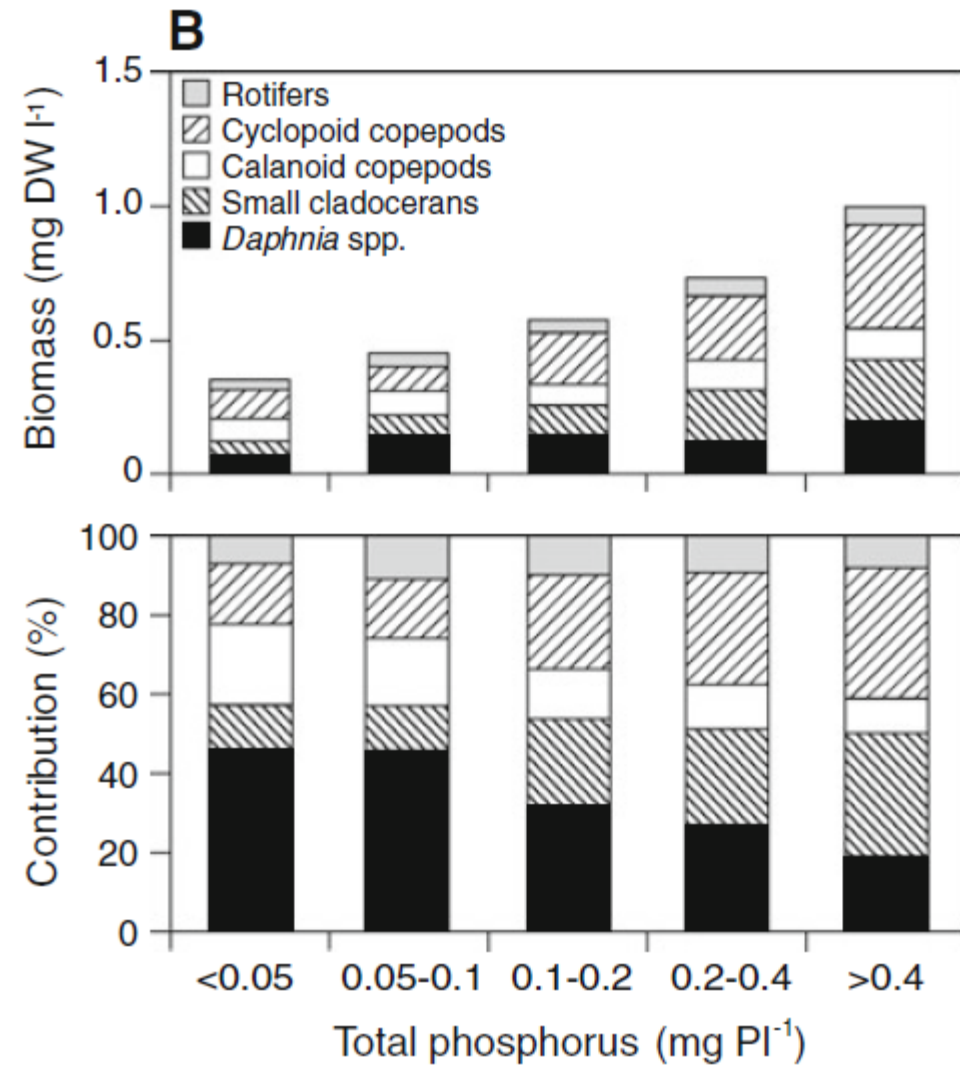 B
1.5
1.0
0.5
0
Biomass (mg DW l-1)
Rotifers
Cyclopoid copepods
Calanoid copepods
Small cladocerans
Daphnia spp.
100
80
60
40
20
0
Contribution (%)
<0.05 0.05-0.1 0.1-0.2 0.2-0.4 >0.4
Total phosphorus (mg Pl-1)